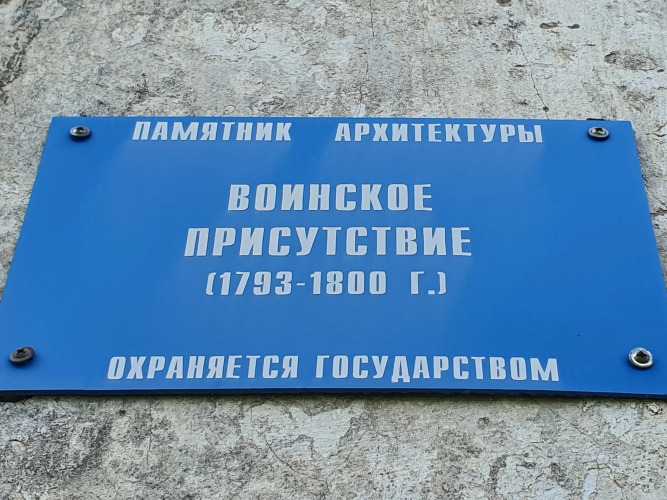 ПАМЯТНИК АРХИТЕКТУРЫ
ВОИНСКОЕ
ПРИСУТСТВИЕ
(1793-1800 Г.)
ОХРАНЯЕТСЯ ГОСУДАРСТВОМ